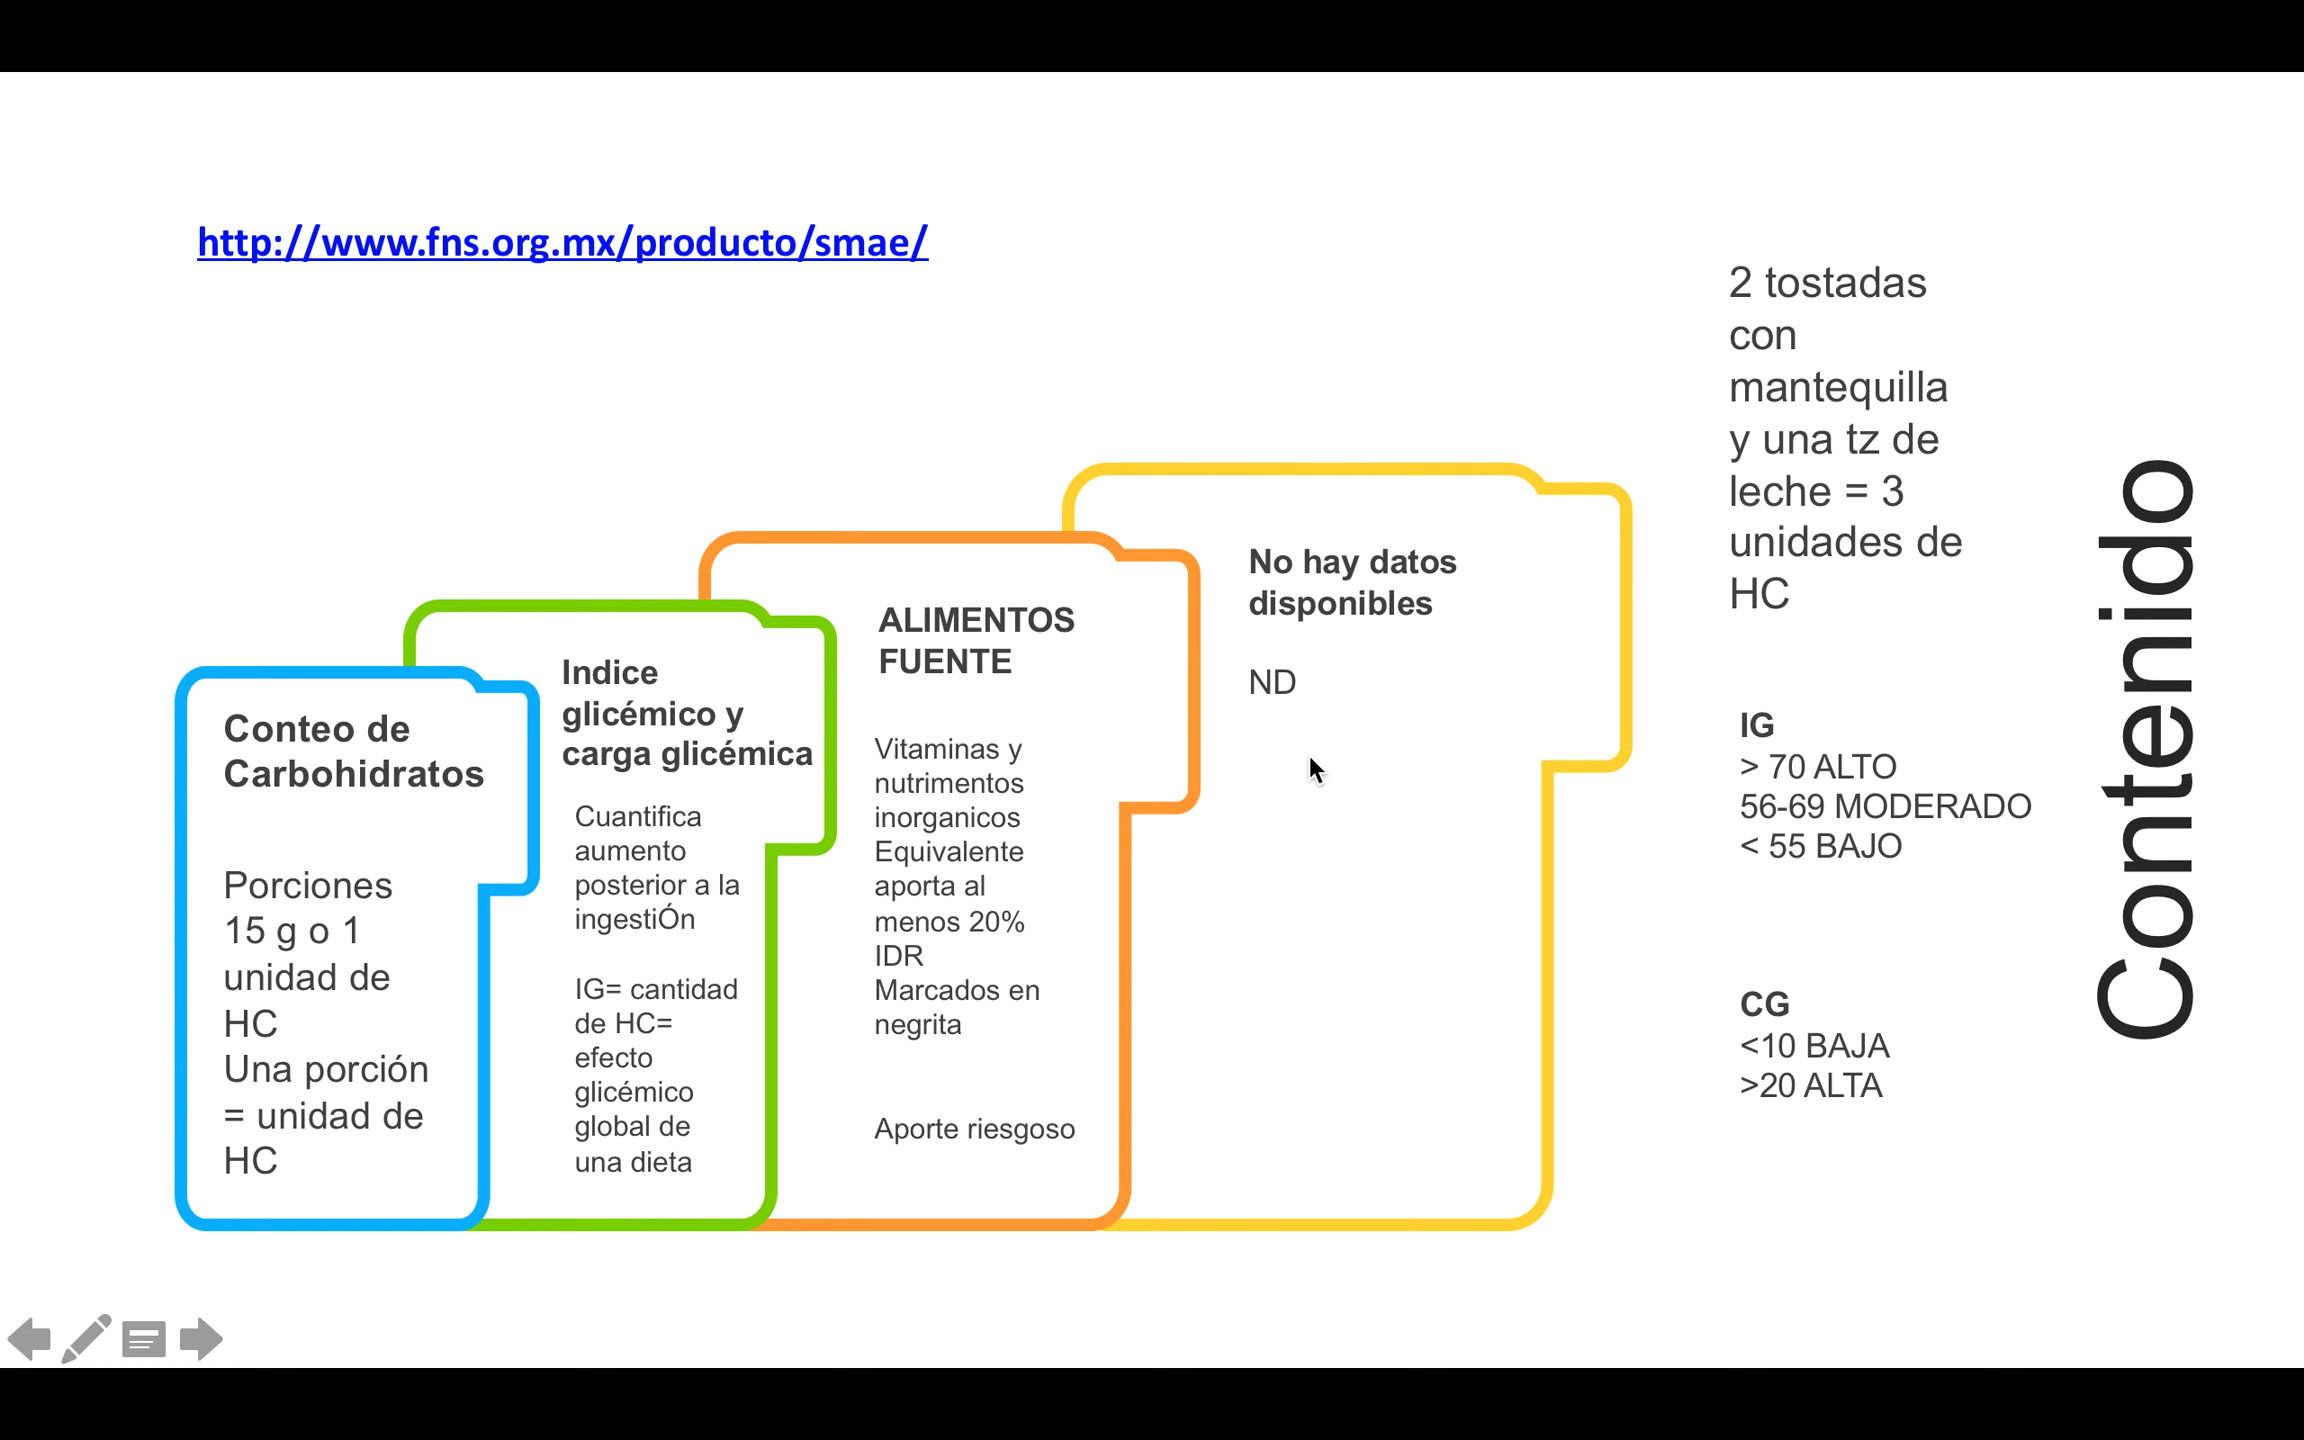 http://www.fns.org.mx/producto/smae/
Conteo de
Carbohidratos
Porciones
15 g o 1
unidad de
HC
Una porción
= unidad de
HC
Indice
glicémico y
carga glicémica
Cuantifica
aumento
posterior a la
ingestiÓn
IG= cantidad
de HC=
efecto
glicémico
global de
una dieta
ALIMENTOS
FUENTE
Vitaminas y
nutrimentos
inorganicos
Equivalente
aporta al
menos 20%
IDR
Marcados en
negrita
Aporte riesgoso
No hay datos
disponibles
ND
2 tostadas
con
mantequilla
y una tz de
leche = 3
unidades de
HC
IG
> 70 ALTO
56-69 MODERADO
< 55 BAJO
CG
<10 BAJA
>20 ALTA
Contenido